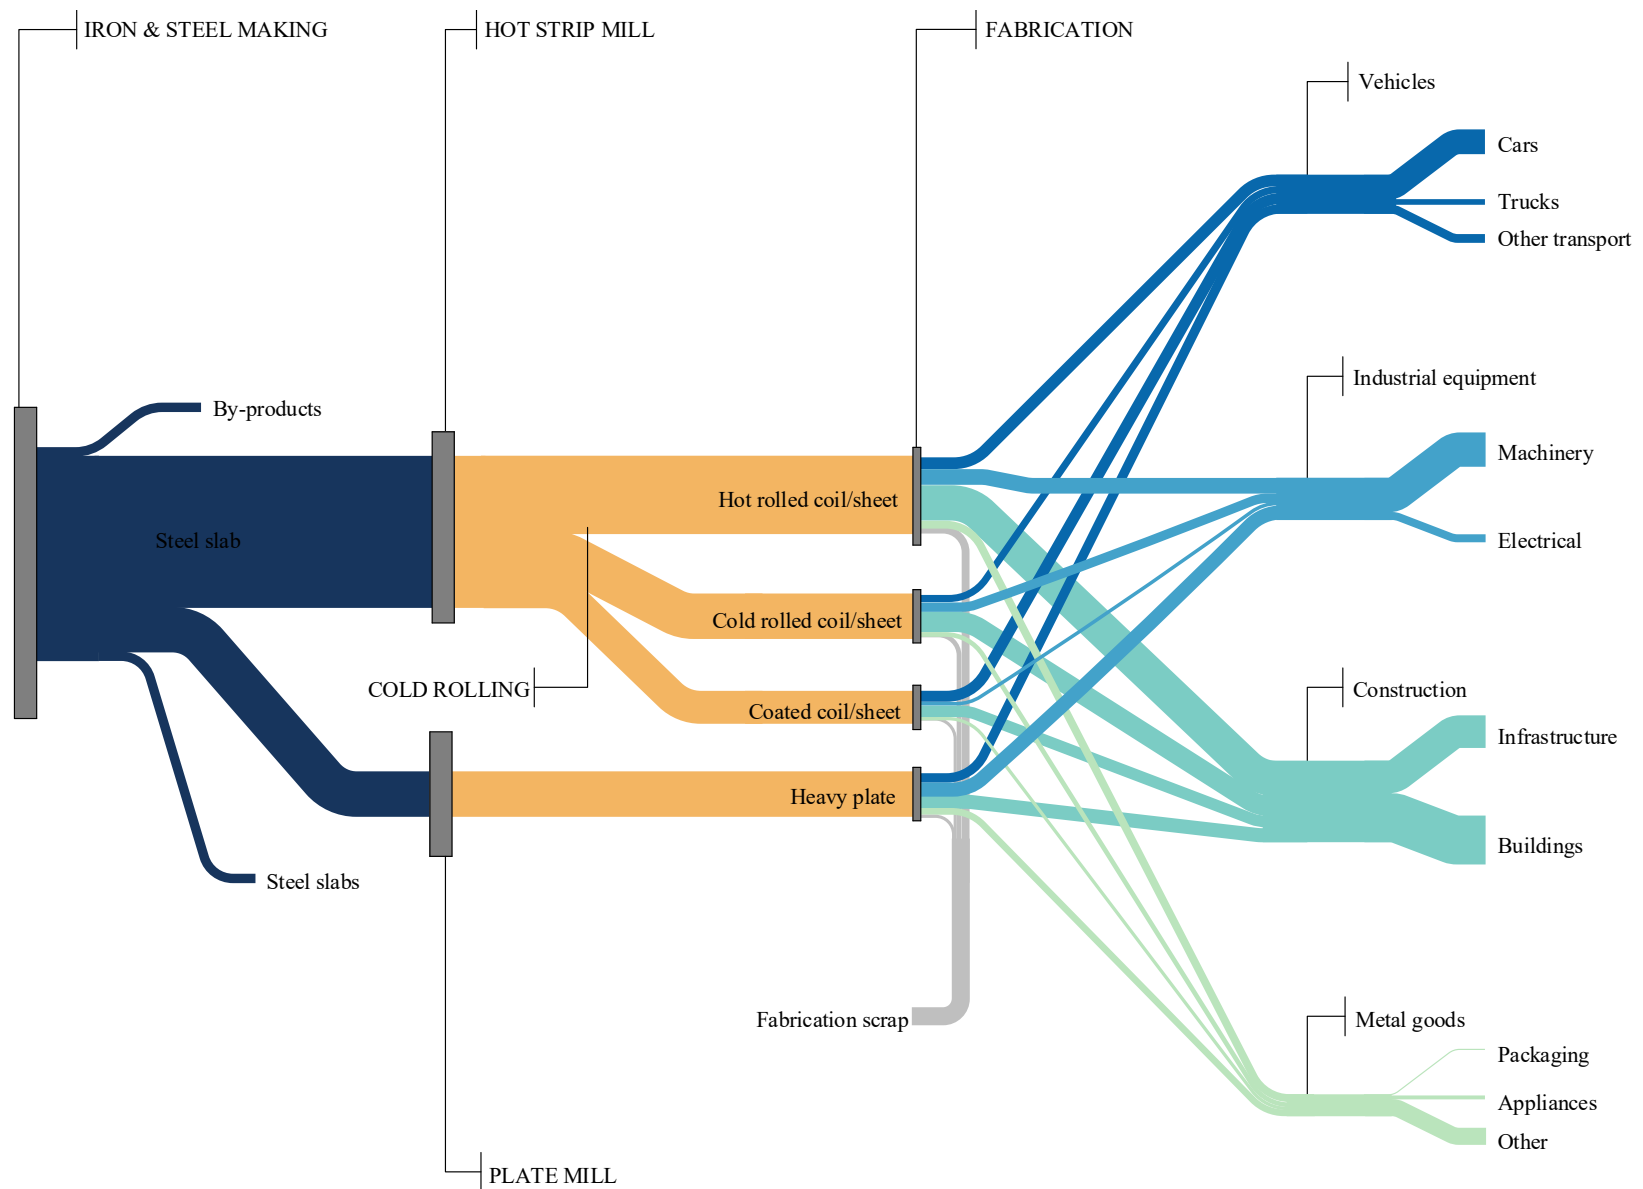 IRON & STEEL MAKING
HOT STRIP MILL
FABRICATION
Vehicles
Cars
Trucks
Other transport
Industrial equipment
By-products
Machinery
Hot rolled coil/sheet
Steel slab
Electrical
Cold rolled coil/sheet
COLD ROLLING
Construction
Coated coil/sheet
Infrastructure
Heavy plate
Buildings
Steel slabs
Fabrication scrap
Metal goods
Packaging
Appliances
Other
PLATE MILL